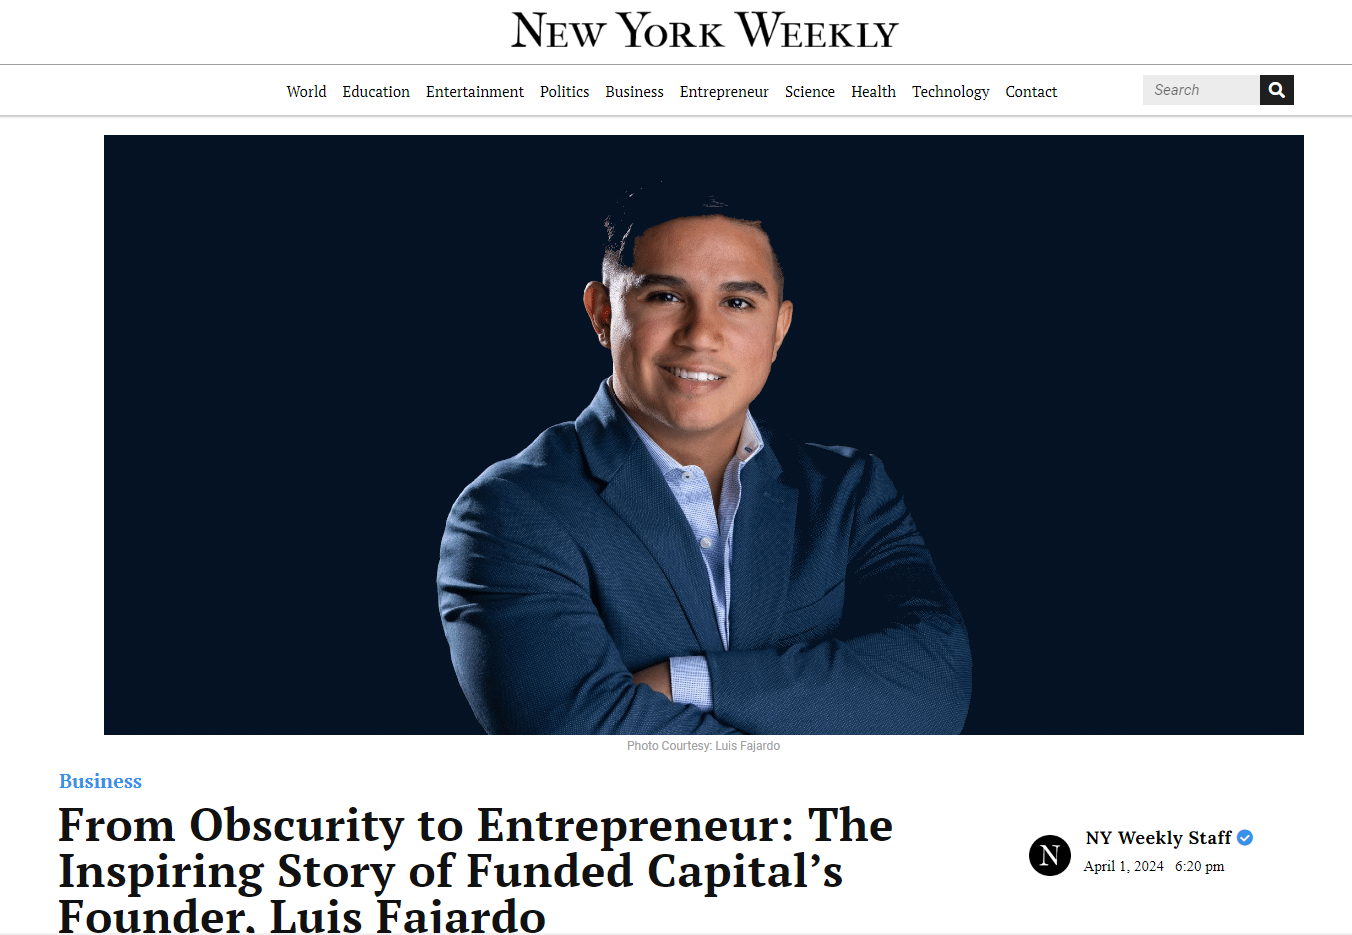 NEW YORK WEEKLY
World Education Entertainment Politics Business Entrepreneur Science Health Technology Contact
Search
Photo Courtesy: Luis Fajardo
Business
From Obscurity to Entrepreneur: The
Inspiring Story of Funded Capital’s
Founder, Luis Fajardo
N
NY Weekly Staff
April 1, 2024 6:20 pm